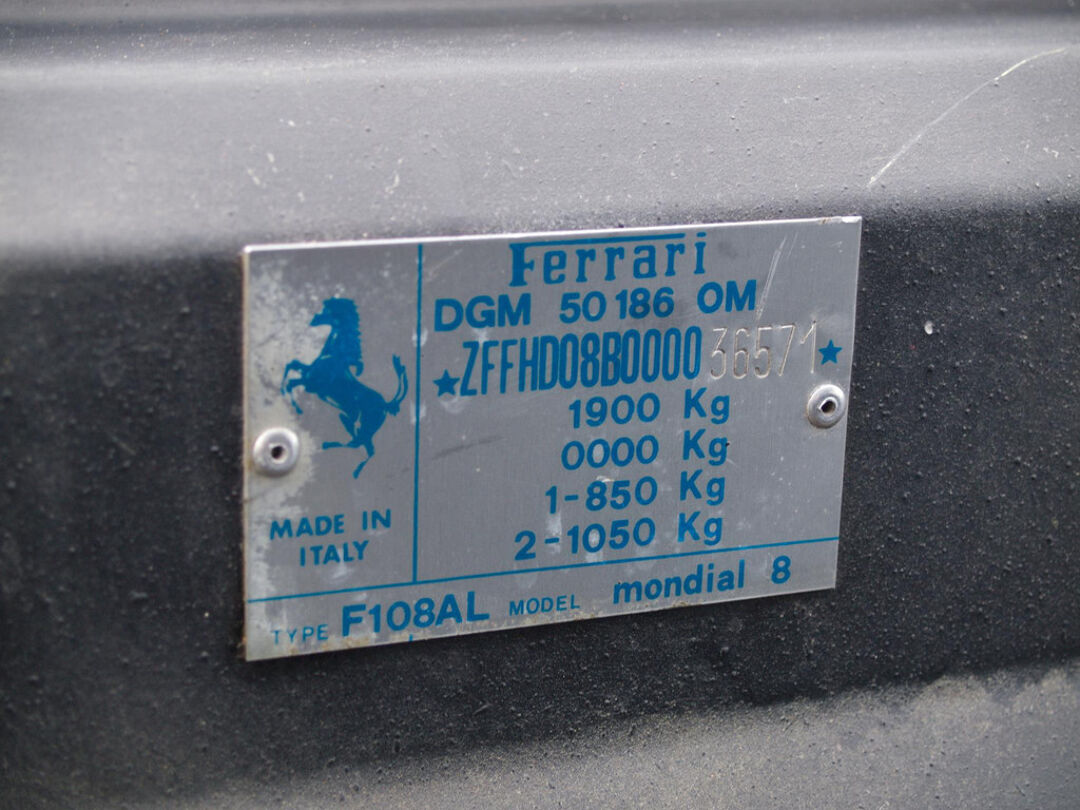 Ferrari
DGM 50186 OM
★ZFFHD08B000036571★
1900 Kg
0000 Kg
1-850 Kg
2-1050 Kg
MADE IN
ITALY
TYPE F108AL MODEL mondial 8